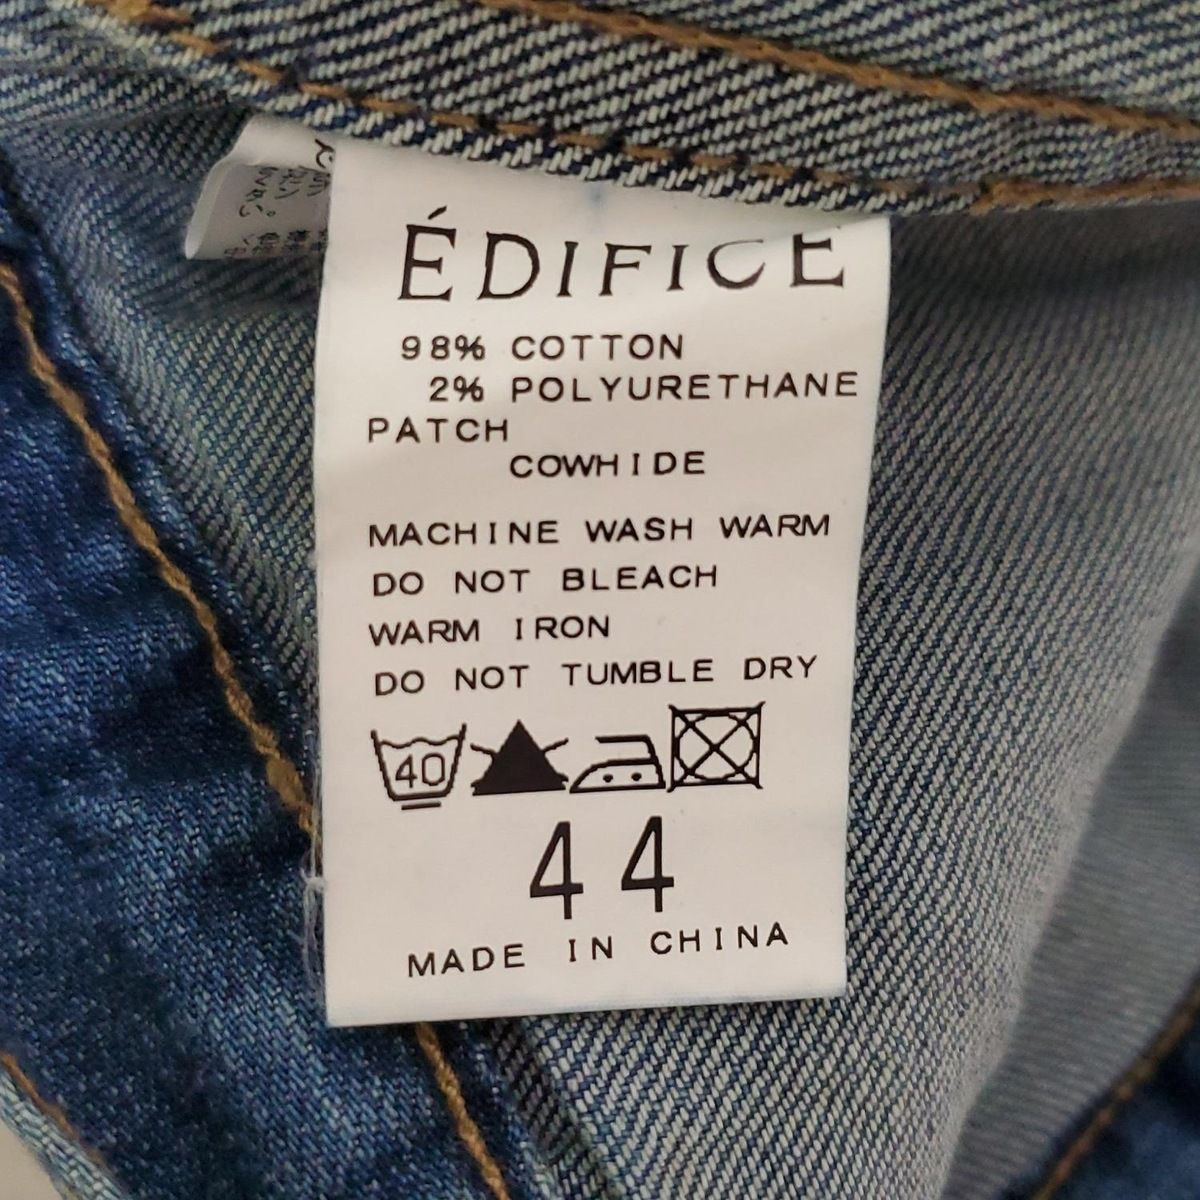 ÉDIFICE
98% COTTON
2% POLYURETHANE
PATCH
COWHIDE
MACHINE WASH WARM
DO NOT BLEACH
WARM IRON
DO NOT TUMBLE DRY
40
44
MADE IN CHINA